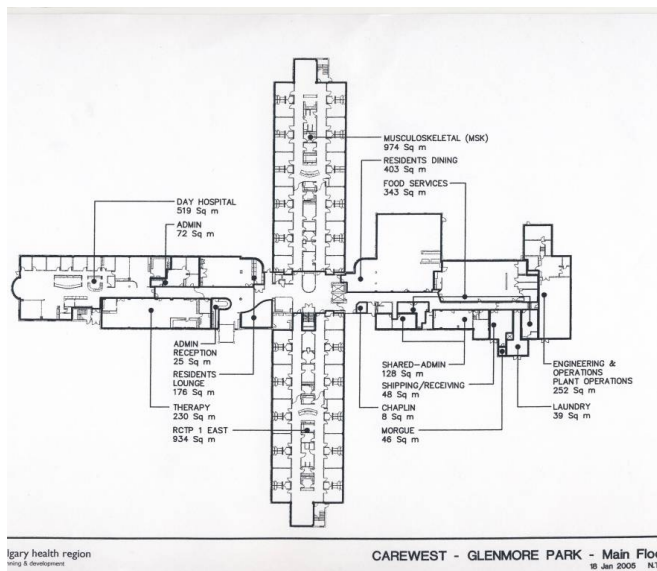 MUSCULOSKELETAL (MSK)
974 Sq m
RESIDENTS DINING
403 Sq m
FOOD SERVICES
343 Sq m
DAY HOSPITAL
519 Sq m
ADMIN
72 Sq m
ADMIN
RECEPTION
25 Sq m
RESIDENTS
LOUNGE
176 Sq m
THERAPY
230 Sq m
RCTP 1 EAST
934 Sq m
SHARED-ADMIN
128 Sq m
SHIPPING/RECEIVING
48 Sq m
CHAPLIN
8 Sq m
MORGUE
46 Sq m
ENGINEERING &
OPERATIONS
PLANT OPERATIONS
252 Sq m
LAUNDRY
39 Sq m
lgary health region
nning & development
CAREWEST - GLENMORE PARK - Main Floo
18 Jan 2005 N.T